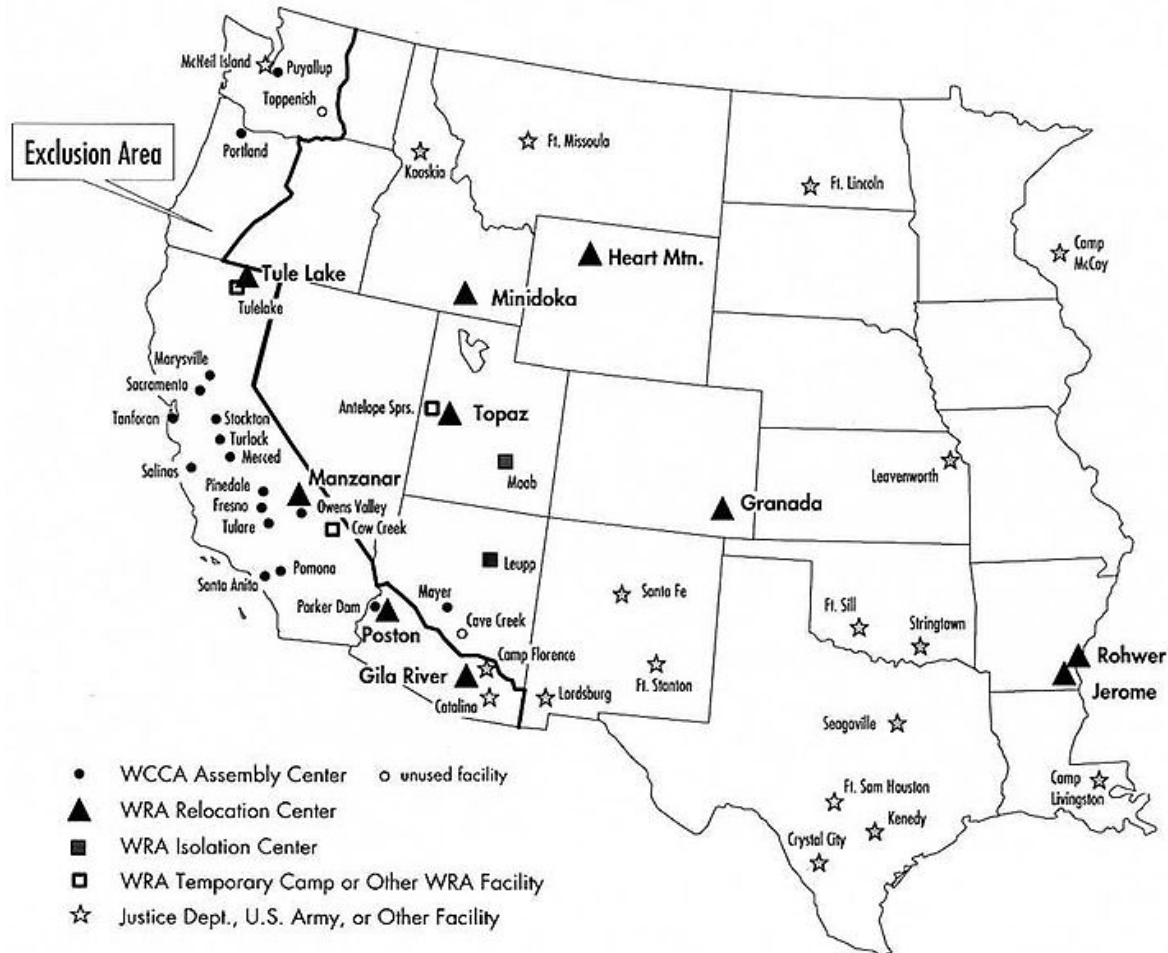 McNeil Island
Puyallup
Toppenish
Exclusion Area
Portland
Kooskia
Ft. Missoula
Ft. Lincoln
Camp
McCoy
Heart Mtn.
Tule Lake
Tulelake
Minidoka
Marysville
Sacramento
Tanforan
Stockton
Turlock
Merced
Salinas
Antelope Sprs.
Topaz
Moab
Pinedale
Fresno
Tulare
Manzanar
Owens Valley
Cow Creek
Granada
Leavenworth
Santa Anita
Pomona
Leupp
Parker Dam
Poston
Mayer
Cave Creek
Santa Fe
Ft. Sill
Stringtown
Camp Florence
Gila River
Catalina
Lordsburg
Ft. Stanton
Rohwer
Jerome
Seagoville
Ft. Sam Houston
Kenedy
Crystal City
Camp
Livingston
WCCA Assembly Center
unused facility
WRA Relocation Center
WRA Isolation Center
WRA Temporary Camp or Other WRA Facility
Justice Dept., U.S. Army, or Other Facility